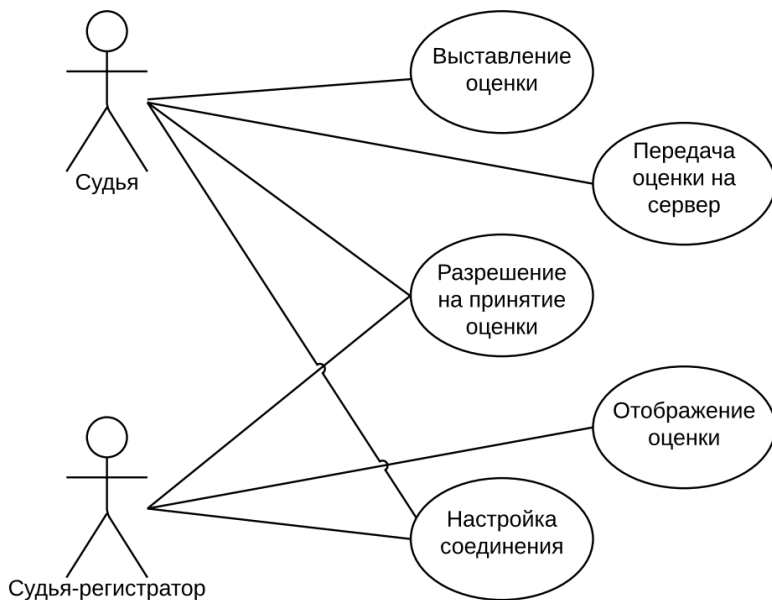 Выставление
оценки
Передача
оценки на
сервер
Судья
Разрешение
на принятие
оценки
Отображение
оценки
Настройка
соединения
Судья-регистратор